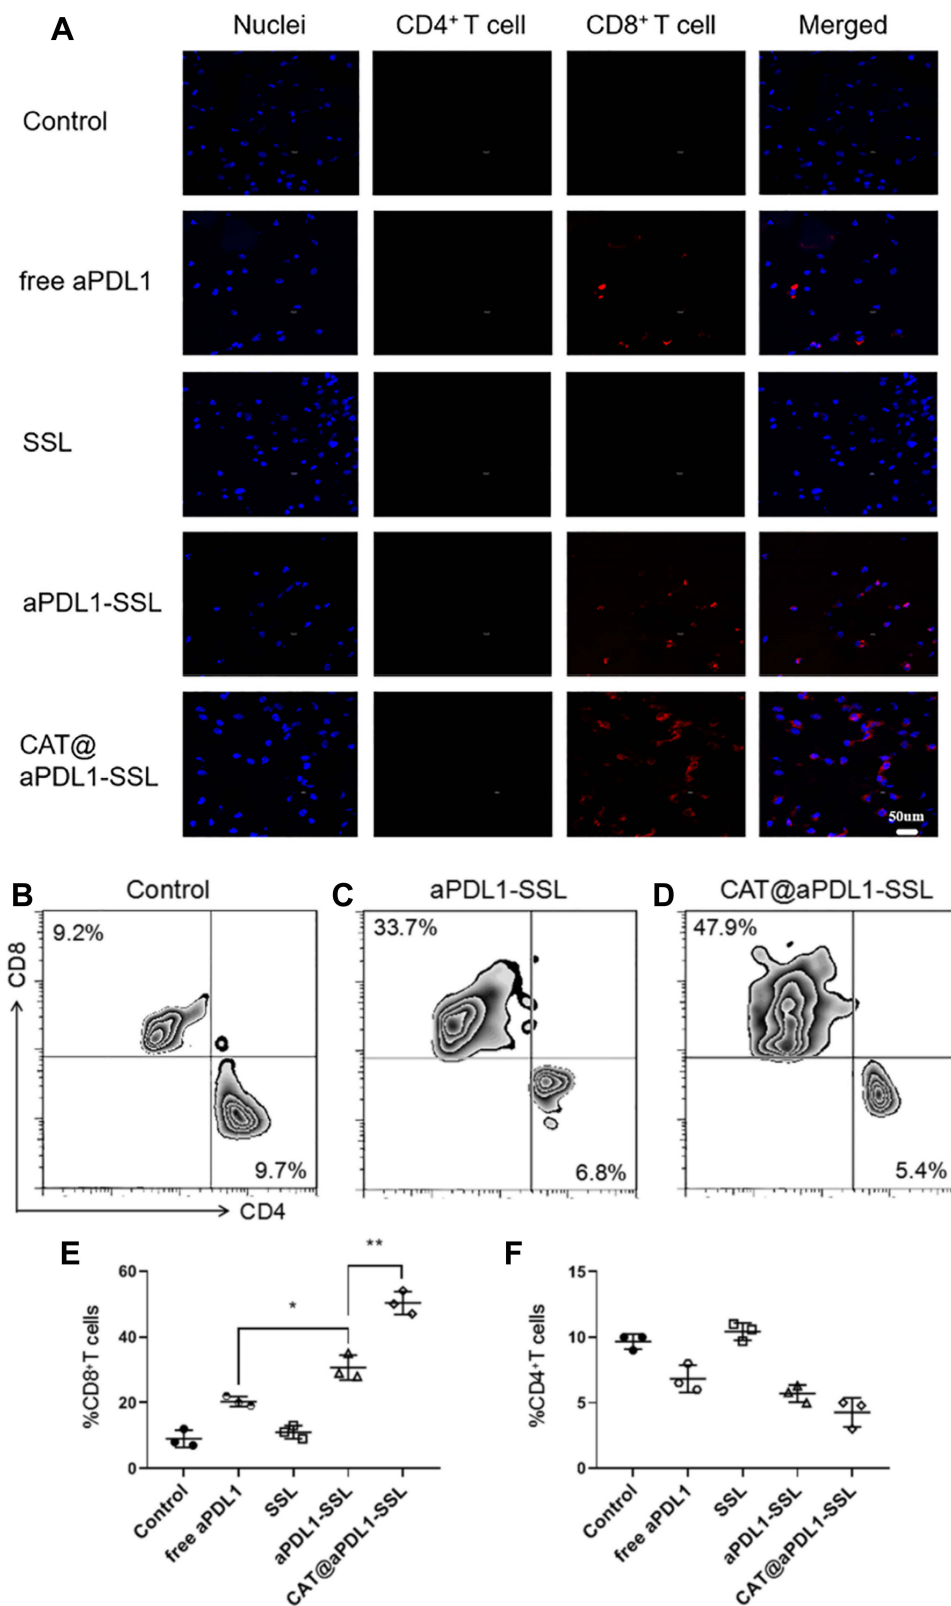 A
Nuclei CD4⁺ T cell CD8⁺ T cell Merged
Control
free aPDL1
SSL
aPDL1-SSL
CAT@
aPDL1-SSL
50um
B Control C aPDL1-SSL D CAT@aPDL1-SSL
9.2% 33.7% 47.9%
CD8
9.7% 6.8% 5.4%
CD4
E F
**
*
60
40
20
0
%CD8⁺T cells
Control
free aPDL1
SSL
aPDL1-SSL
CAT@aPDL1-SSL
15
10
5
0
%CD4⁺T cells
Control
free aPDL1
SSL
aPDL1-SSL
CAT@aPDL1-SSL